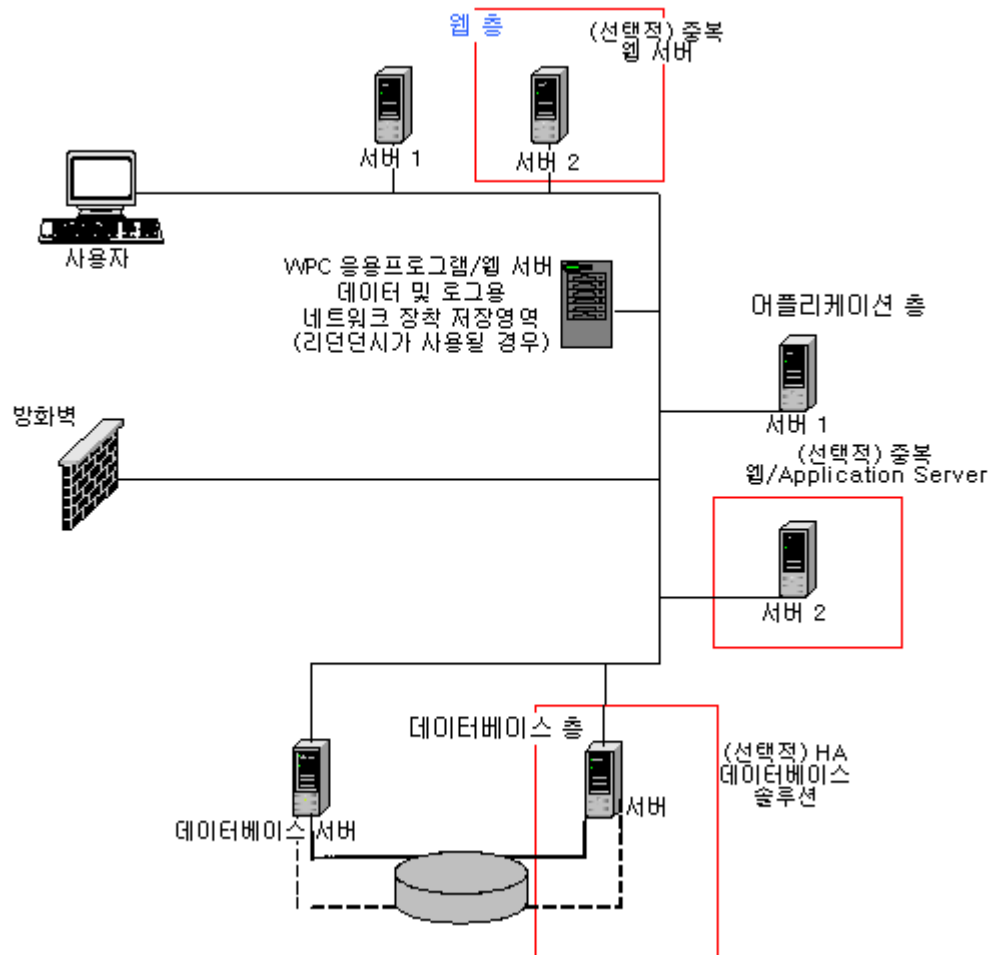 웹 층
(선택적) 중복
웹 서버
서버 1
서버 2
사용자
WPC 응용프로그램/웹 서버
데이터 및 로그용
네트워크 장착 저장영역
(리던던시가 사용될 경우)
어플리케이션 층
서버 1
(선택적) 중복
웹/Application Server
방화벽
서버 2
데이터베이스 층
(선택적) HA
데이터베이스
솔루션
서버
데이터베이스 서버